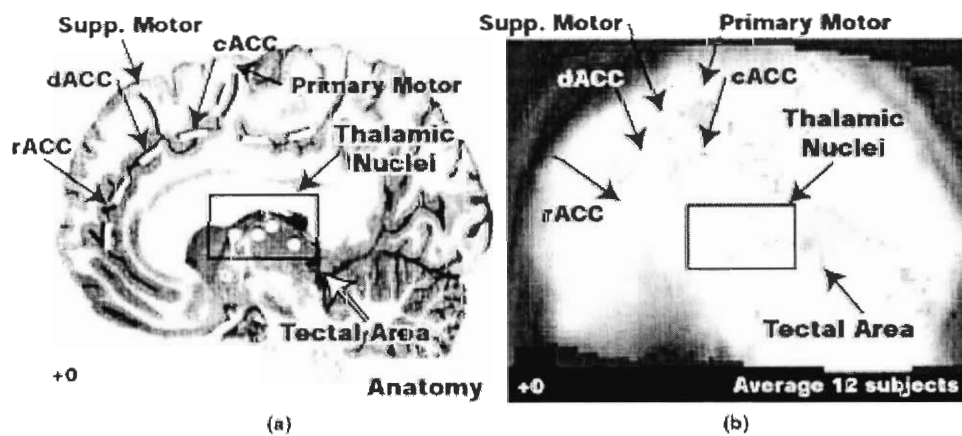 Supp. Motor
cACC
dACC
Primary Motor
rACC
Thalamic
Nuclei
Tectal Area
+0
Anatomy
(a)
Supp. Motor
Primary Motor
dACC
cACC
Thalamic
Nuclei
rACC
Tectal Area
+0
Average 12 subjects
(b)